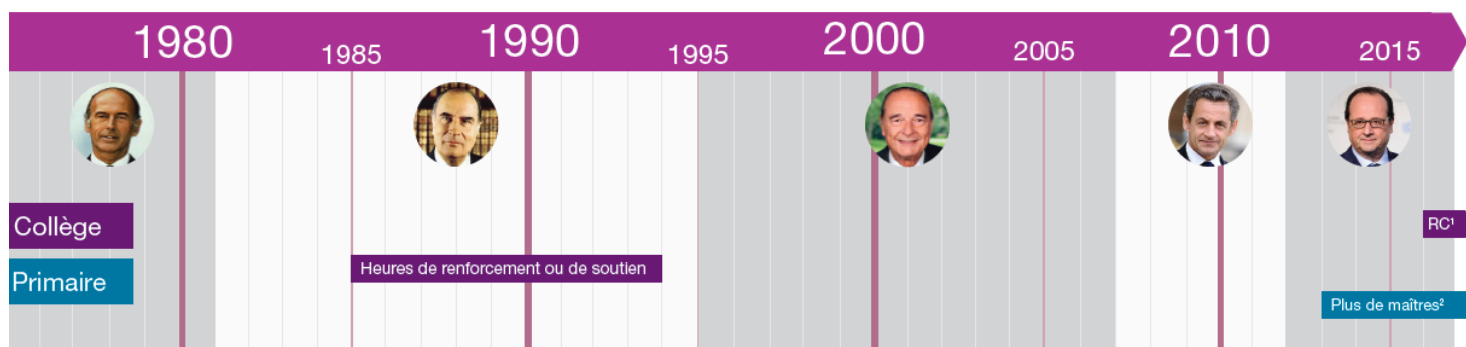 1980 1985 1990 1995 2000 2005 2010 2015
Collège
RC¹
Heures de renforcement ou de soutien
Primaire
Plus de maîtres²